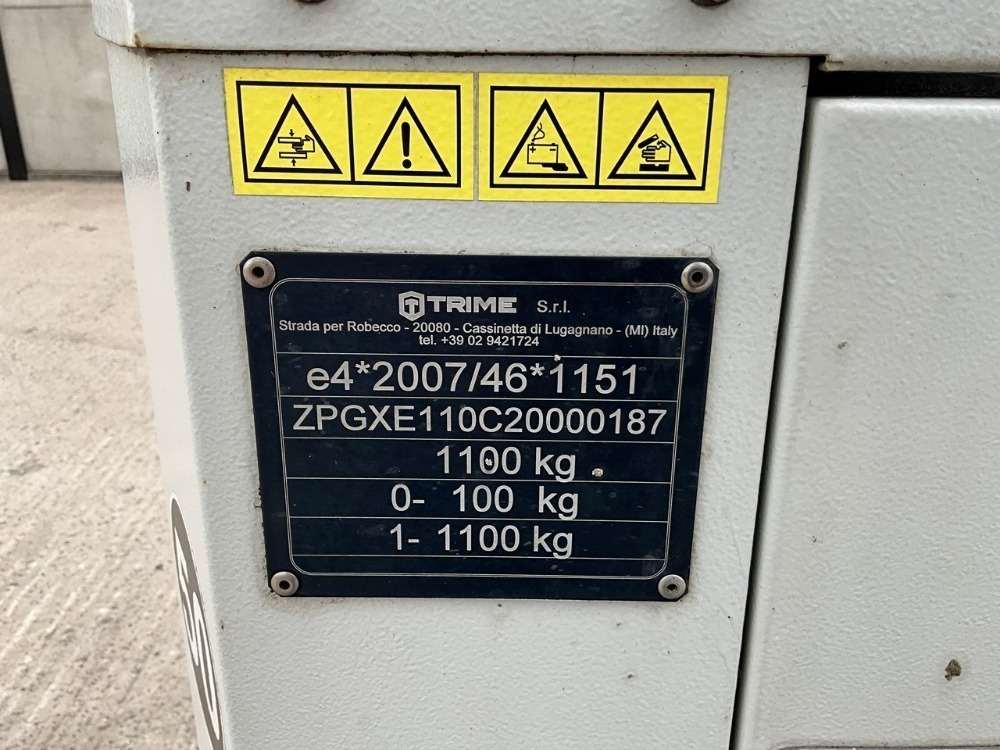 TRIME S.r.l.
Strada per Robecco - 20080 - Cassinetta di Lugagnano - (MI) Italy
tel. +39 02 9421724
e4*2007/46*1151
ZPGXE110C20000187
1100 kg
0- 100 kg
1- 1100 kg